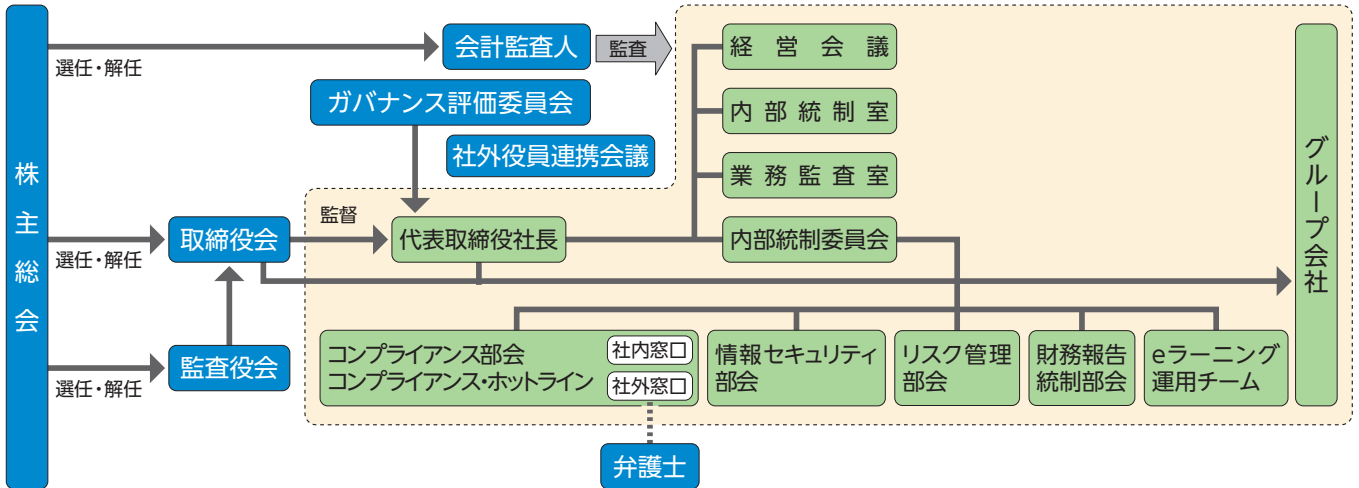 株主総会
選任・解任
会計監査人
監査
ガバナンス評価委員会
社外役員連携会議
選任・解任
取締役会
監督
代表取締役社長
選任・解任
監査役会
経営会議
内部統制室
業務監査室
内部統制委員会
グループ会社
コンプライアンス部会
コンプライアンス・ホットライン
社内窓口
社外窓口
情報セキュリティ
部会
リスク管理
部会
財務報告
統制部会
eラーニング
運用チーム
弁護士